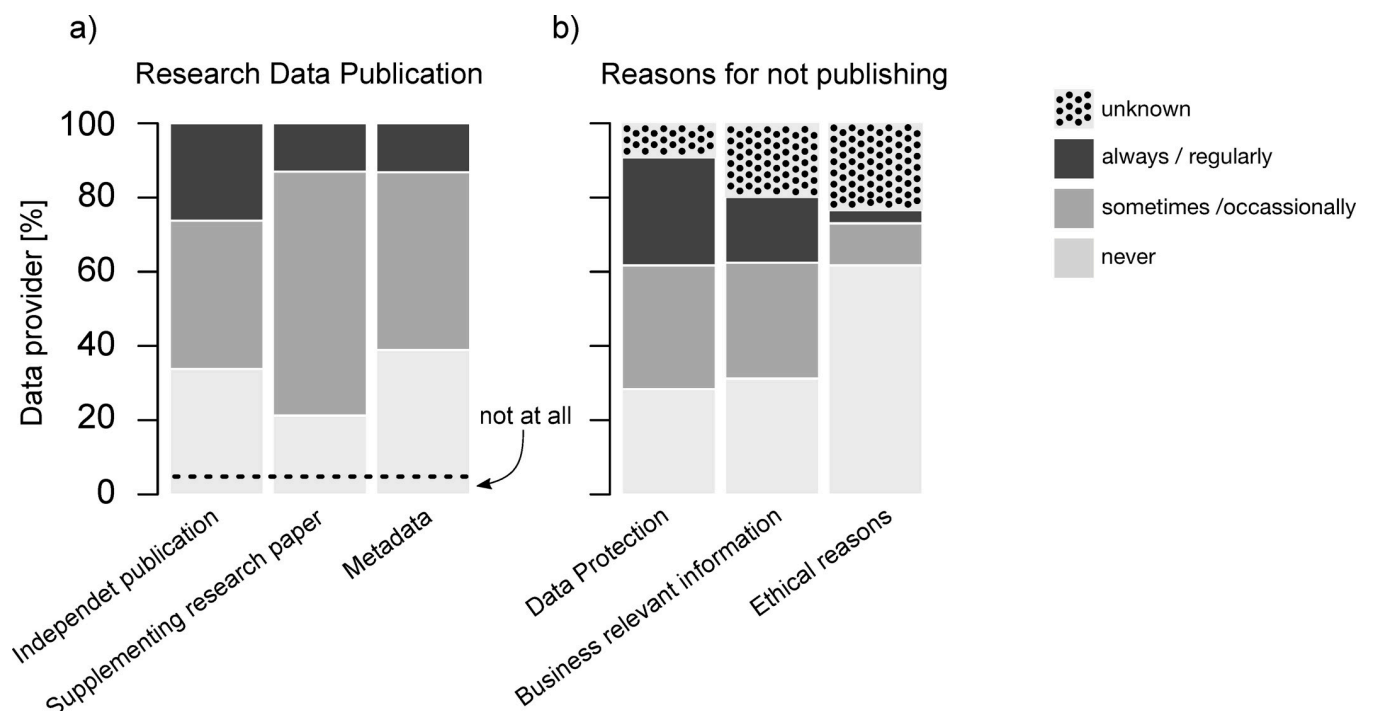 a)
Research Data Publication
Data provider [%]
100
80
60
40
20
0
not at all
Independet publication
Supplementing research paper
Metadata
b)
Reasons for not publishing
Data Protection
Business relevant information
Ethical reasons
unknown
always / regularly
sometimes /occassionally
never